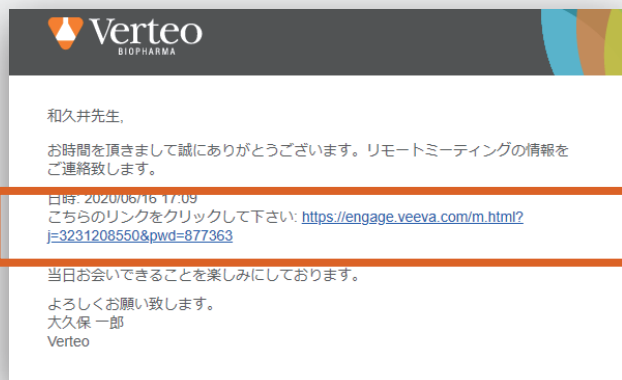 Verteo
BIOPHARMA
和久井先生,
お時間を頂きまして誠にありがとうございます。リモートミーティングの情報を
ご連絡致します。
日時: 2020/06/16 17:09
こちらのリンクをクリックして下さい: https://engage.veeva.com/m.html?
j=3231208550&pwd=877363
当日お会いできることを楽しみにしております。
よろしくお願い致します。
大久保 一郎
Verteo